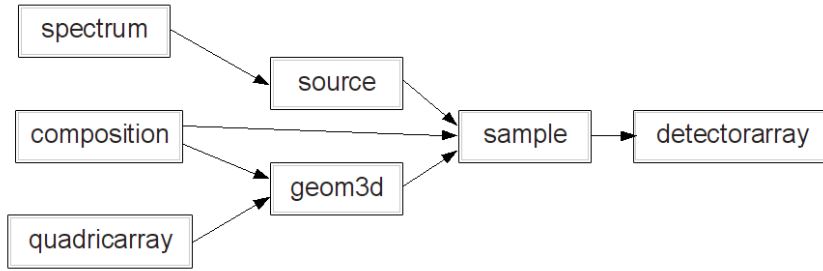 spectrum
source
composition
sample
detectorarray
geom3d
quadricarray